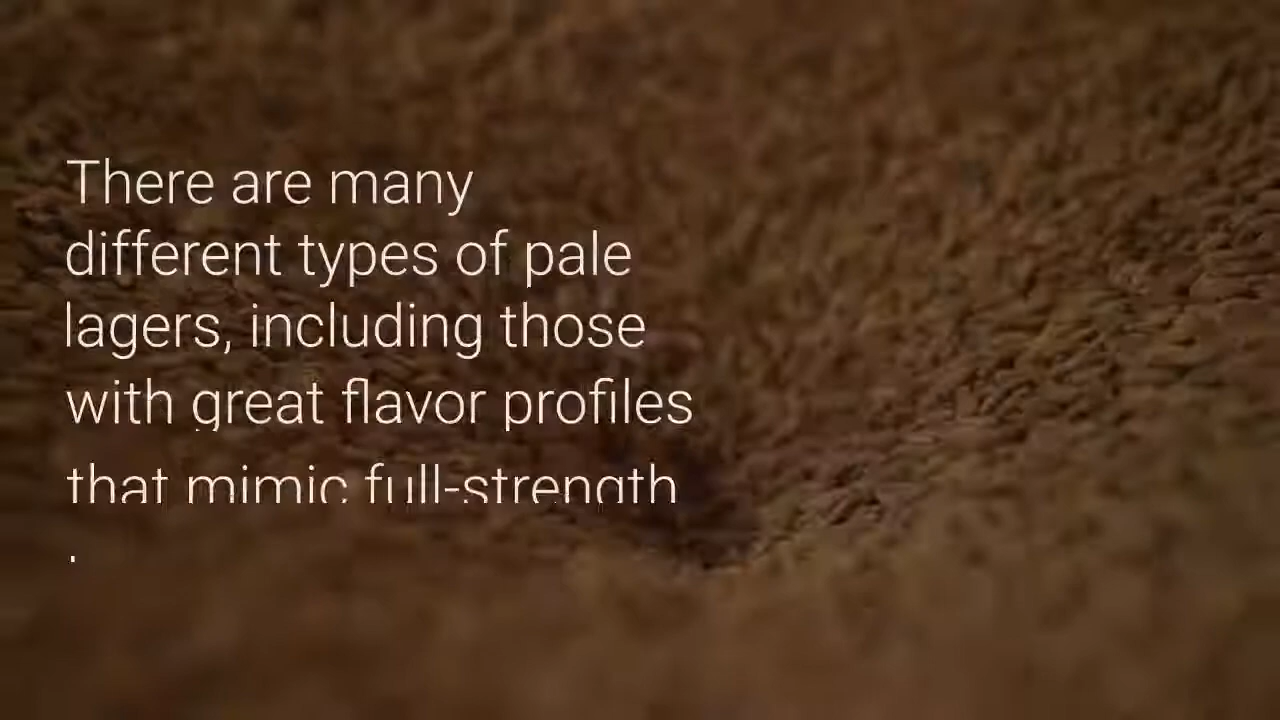 There are many
different types of pale
lagers, including those
with great flavor profiles
that mimic full-strength